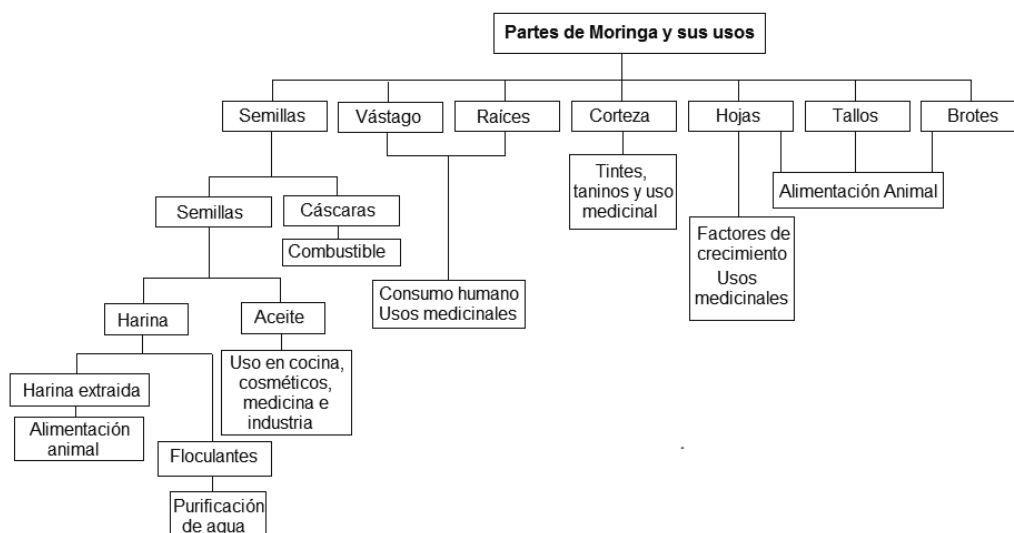 Partes de Moringa y sus usos
Semillas
Vástago
Raíces
Corteza
Hojas
Tallos
Brotes
Tintes,
taninos y uso
medicinal
Alimentación Animal
Semillas
Cáscaras
Combustible
Factores de
crecimiento
Usos
medicinales
Consumo humano
Usos medicinales
Harina
Aceite
Uso en cocina,
cosméticos,
medicina e
industria
Harina extraida
Alimentación
animal
Floculantes
Purificación
de agua